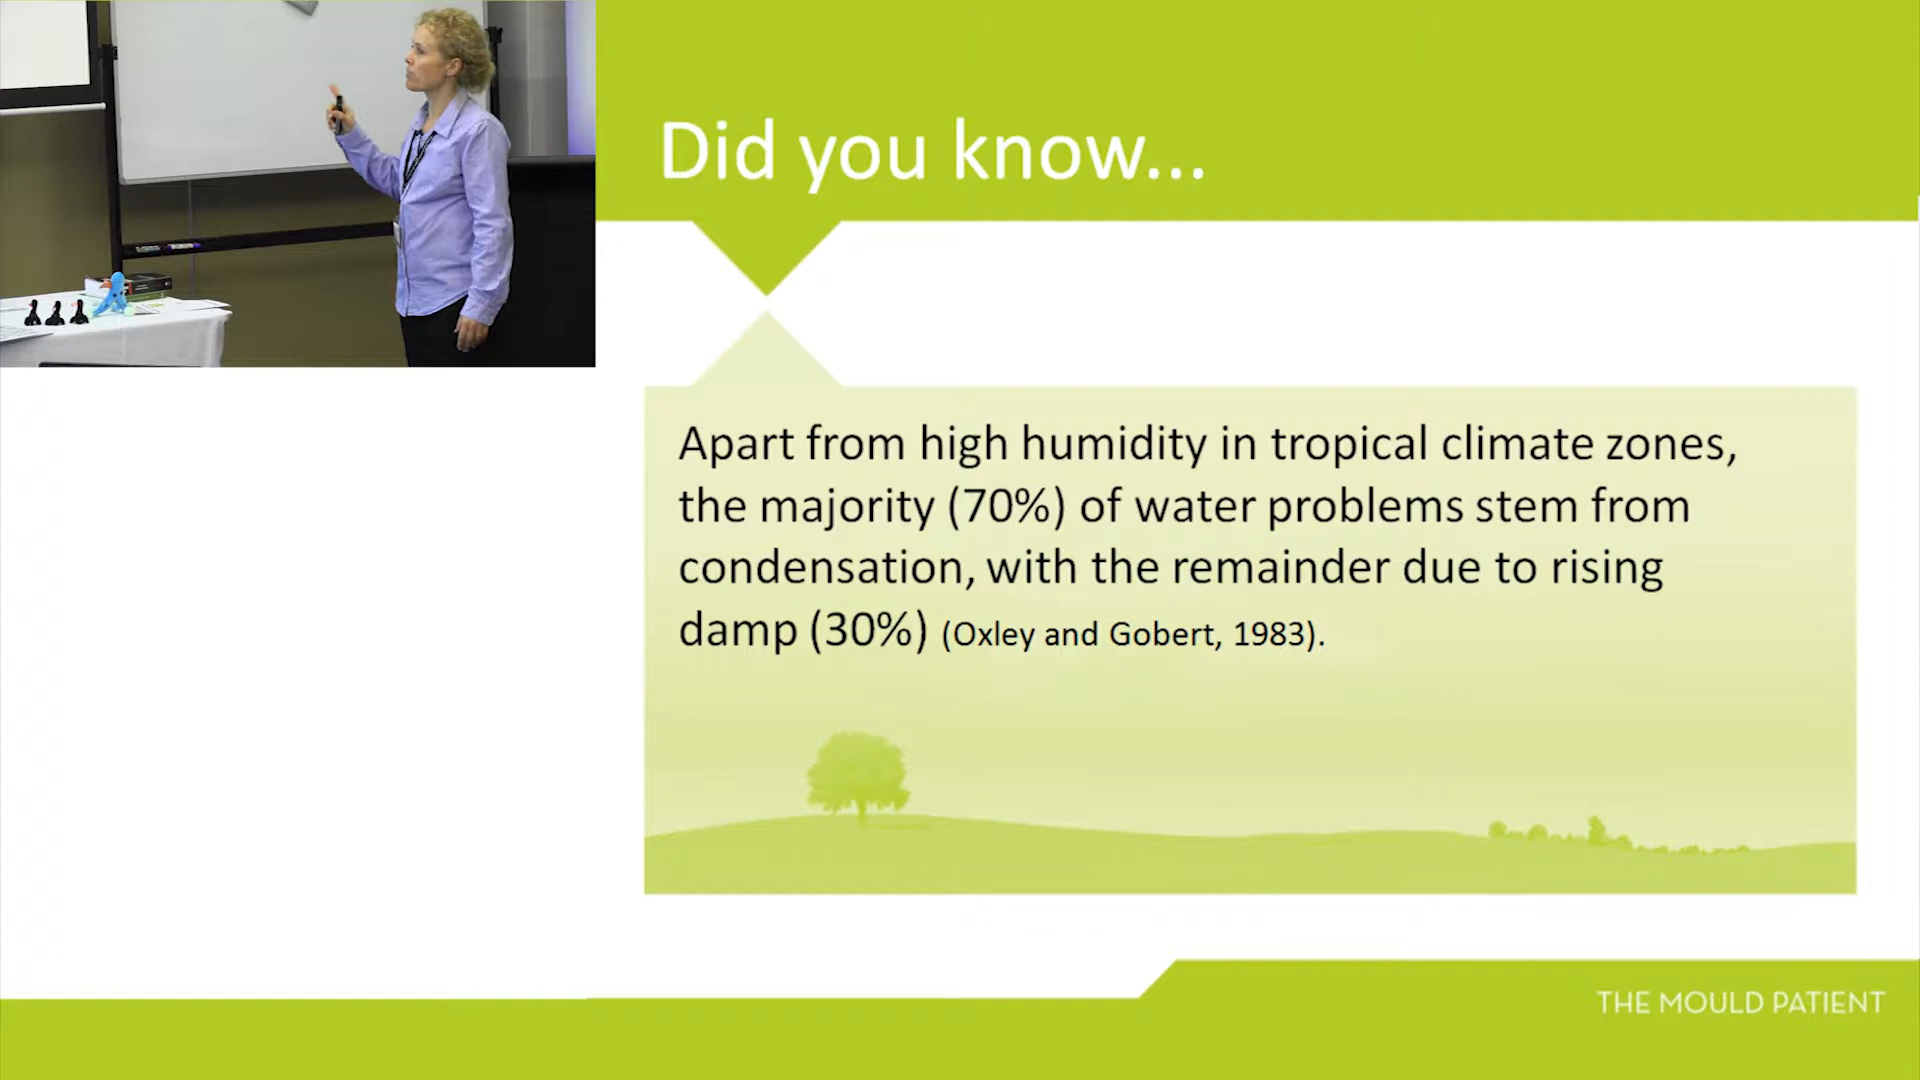 Did you know...
Apart from high humidity in tropical climate zones,
the majority (70%) of water problems stem from
condensation, with the remainder due to rising
damp (30%) (Oxley and Gobert, 1983).
THE MOULD PATIENT